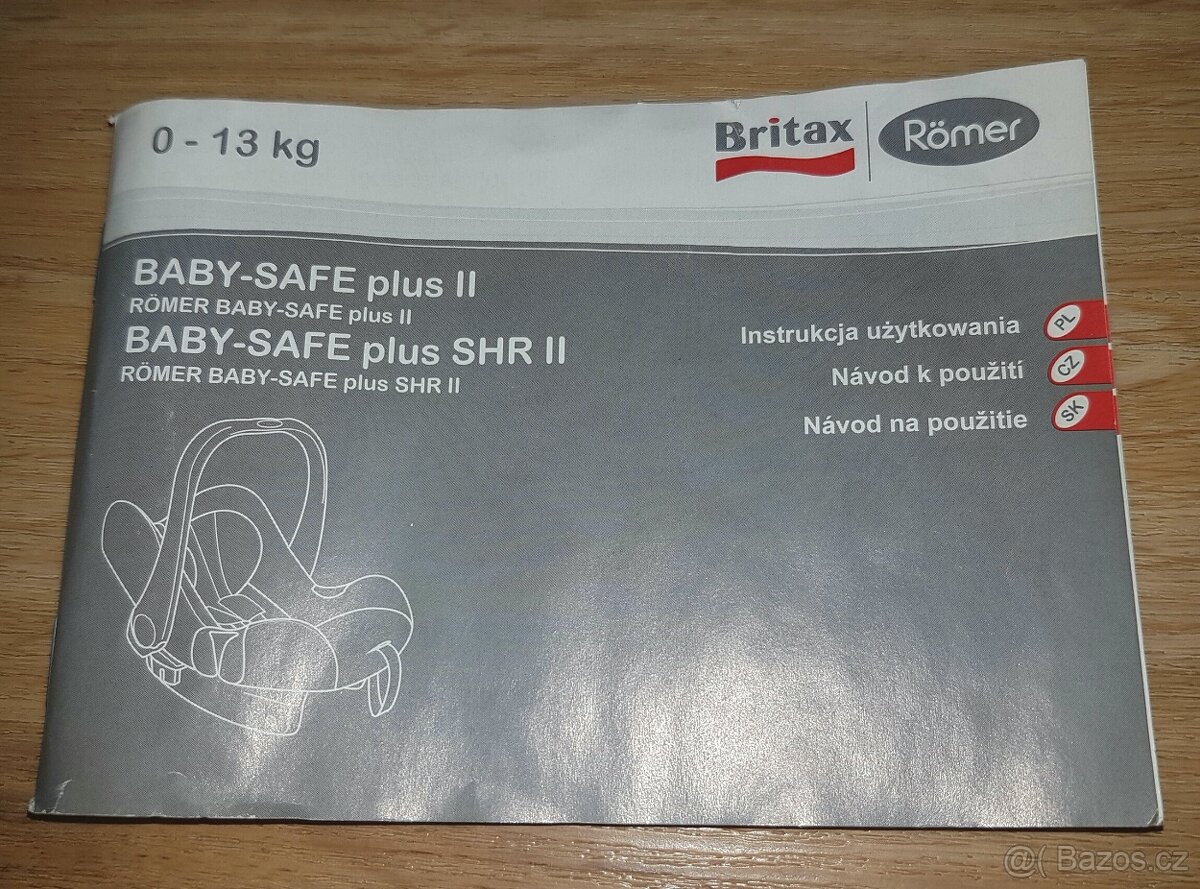 0 - 13 kg
Britax
Römer
BABY-SAFE plus II
RÖMER BABY-SAFE plus II
BABY-SAFE plus SHR II
RÖMER BABY-SAFE plus SHR II
Instrukcja użytkowania PL
Návod k použití CZ
Návod na použitie SK
@( Bazos.cz